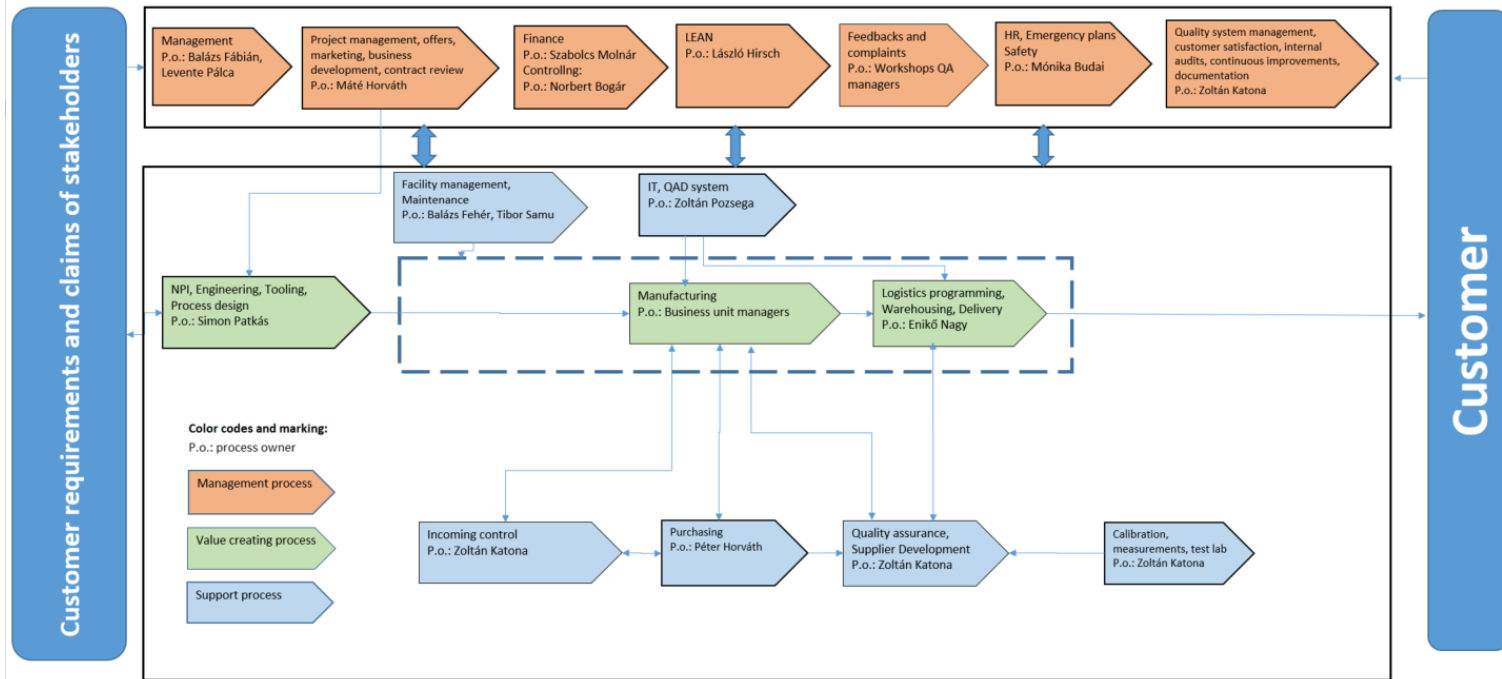 Customer requirements and claims of stakeholders
Management
P.o.: Balázs Fábián,
Levente Pálca
Project management, offers,
marketing, business
development, contract review
P.o.: Máté Horváth
Finance
P.o.: Szabolcs Molnár
Controllng:
P.o.: Norbert Bogár
LEAN
P.o.: László Hirsch
Feedbacks and
complaints
P.o.: Workshops QA
managers
HR, Emergency plans
Safety
P.o.: Mónika Budai
Quality system management,
customer satisfaction, internal
audits, continuous improvements,
documentation
P.o.: Zoltán Katona
Facility management,
Maintenance
P.o.: Balázs Fehér, Tibor Samu
IT, QAD system
P.o.: Zoltán Pozsega
NPI, Engineering, Tooling,
Process design
P.o.: Simon Patkás
Manufacturing
P.o.: Business unit managers
Logistics programming,
Warehousing, Delivery
P.o.: Enikő Nagy
Color codes and marking:
P.o.: process owner
Management process
Value creating process
Support process
Incoming control
P.o.: Zoltán Katona
Purchasing
P.o.: Péter Horváth
Quality assurance,
Supplier Development
P.o.: Zoltán Katona
Calibration,
measurements, test lab
P.o.: Zoltán Katona
Customer